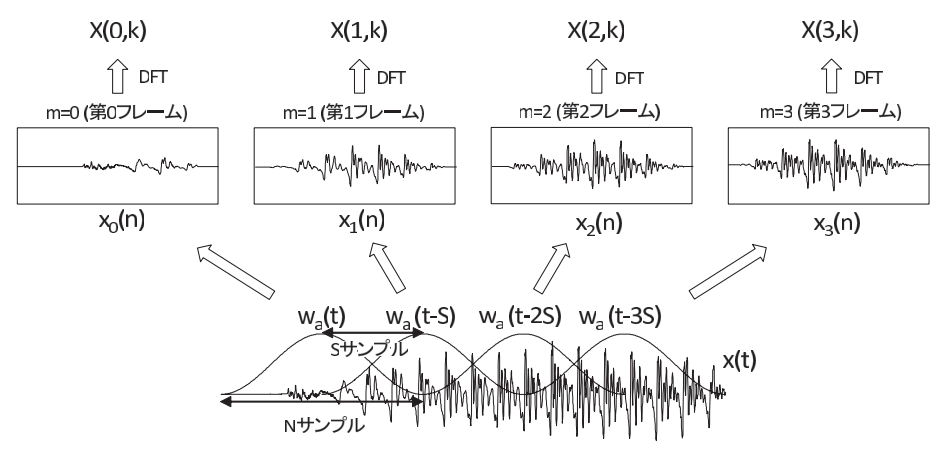 X(0,k) X(1,k) X(2,k) X(3,k)
DFT DFT DFT DFT
m=0 (第0フレーム) m=1 (第1フレーム) m=2 (第2フレーム) m=3 (第3フレーム)
x₀(n) x₁(n) x₂(n) x₃(n)
wₐ(t) wₐ(t-S) wₐ(t-2S) wₐ(t-3S)
Sサンプル
x(t)
Nサンプル